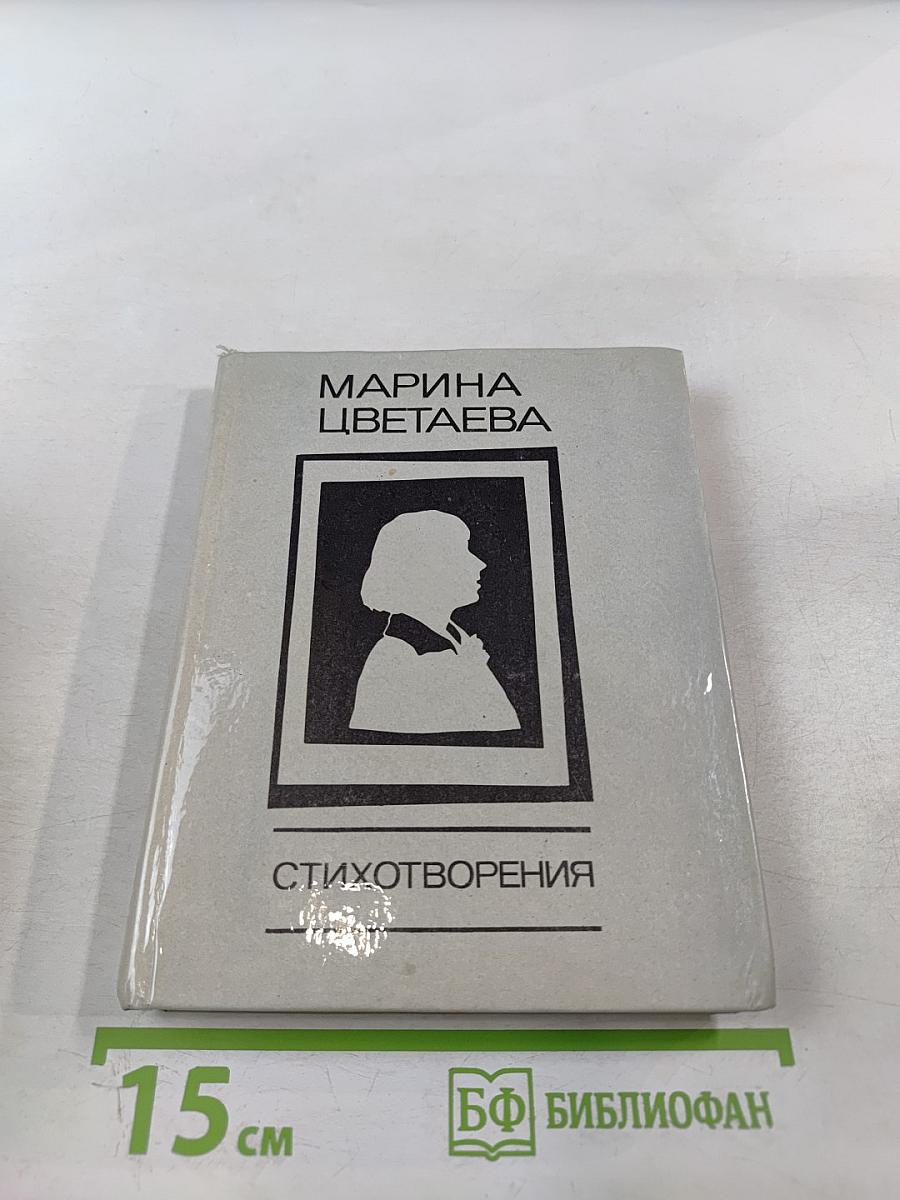 МАРИНА
ЦВЕТАЕВА
СТИХОТВОРЕНИЯ
15 см
БФ БИБЛИОФАН